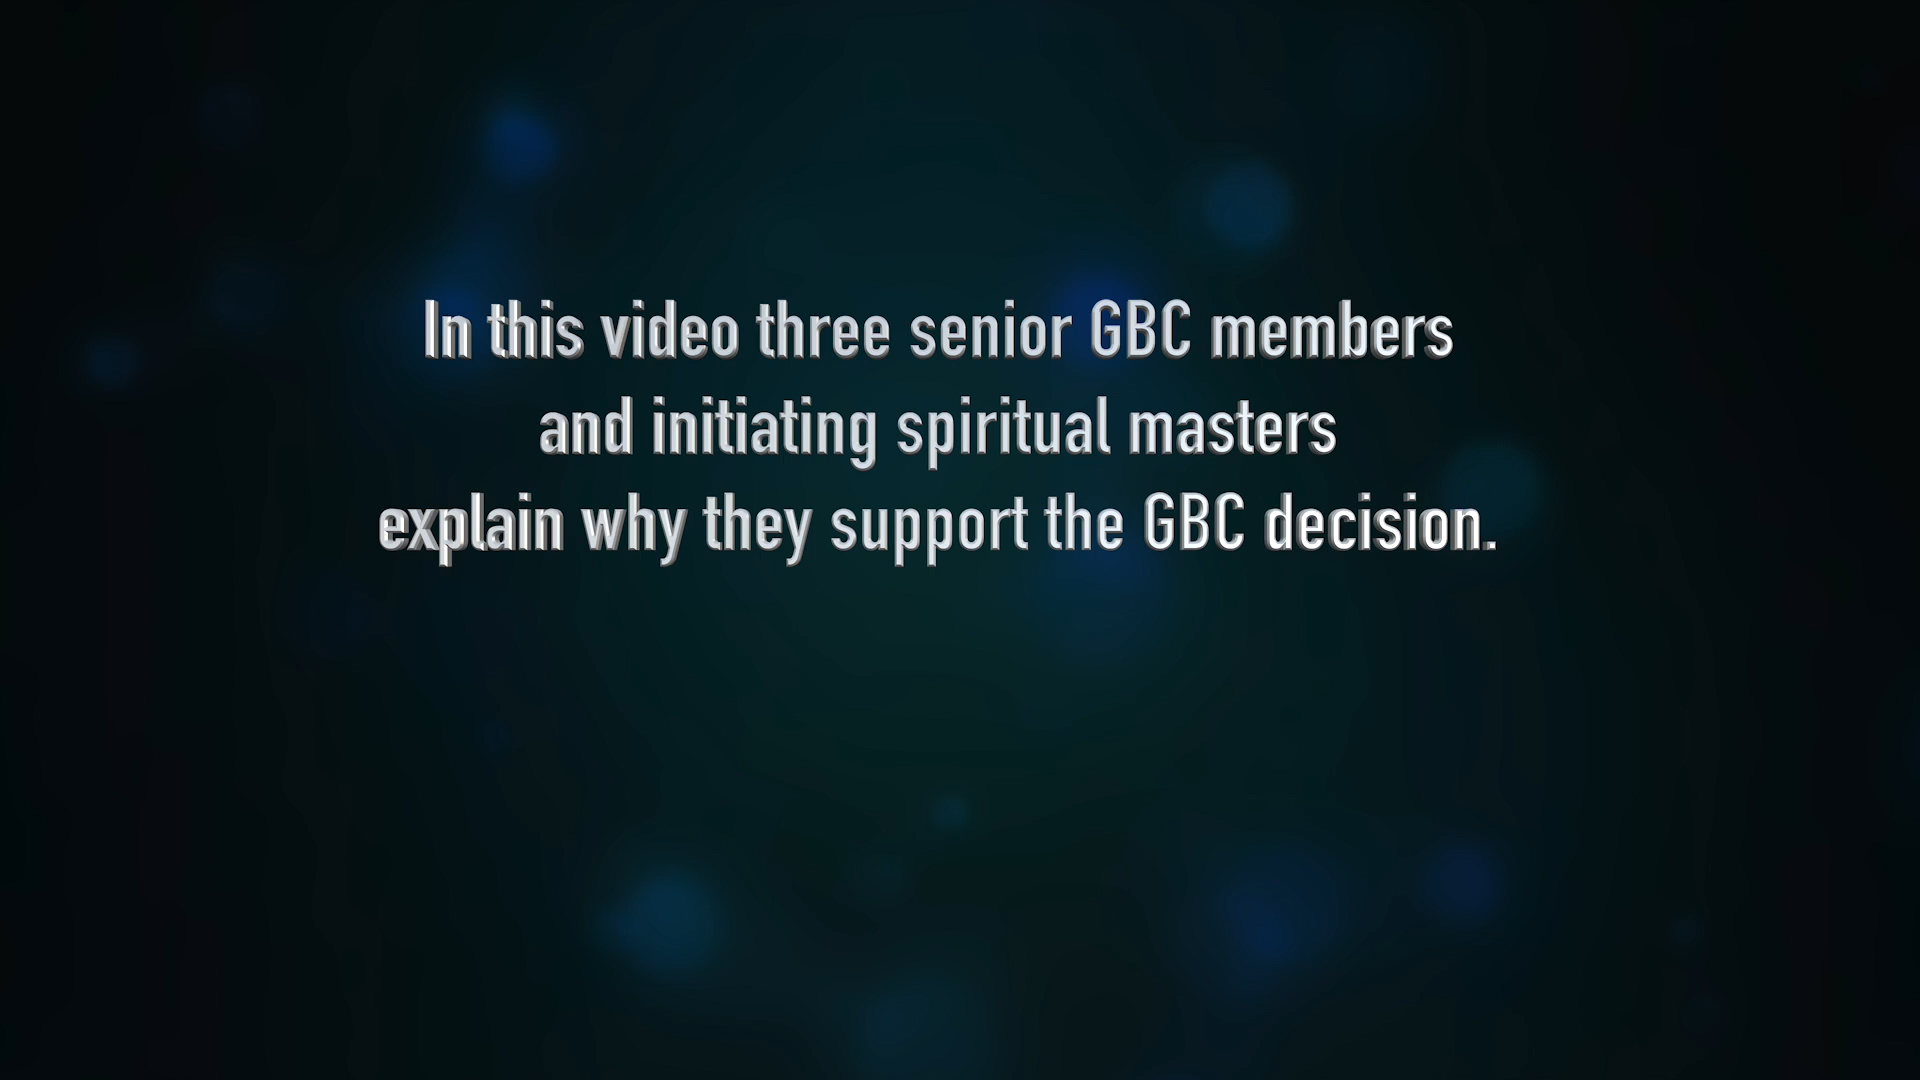 In this video three senior GBC members
and initiating spiritual masters
explain why they support the GBC decision.